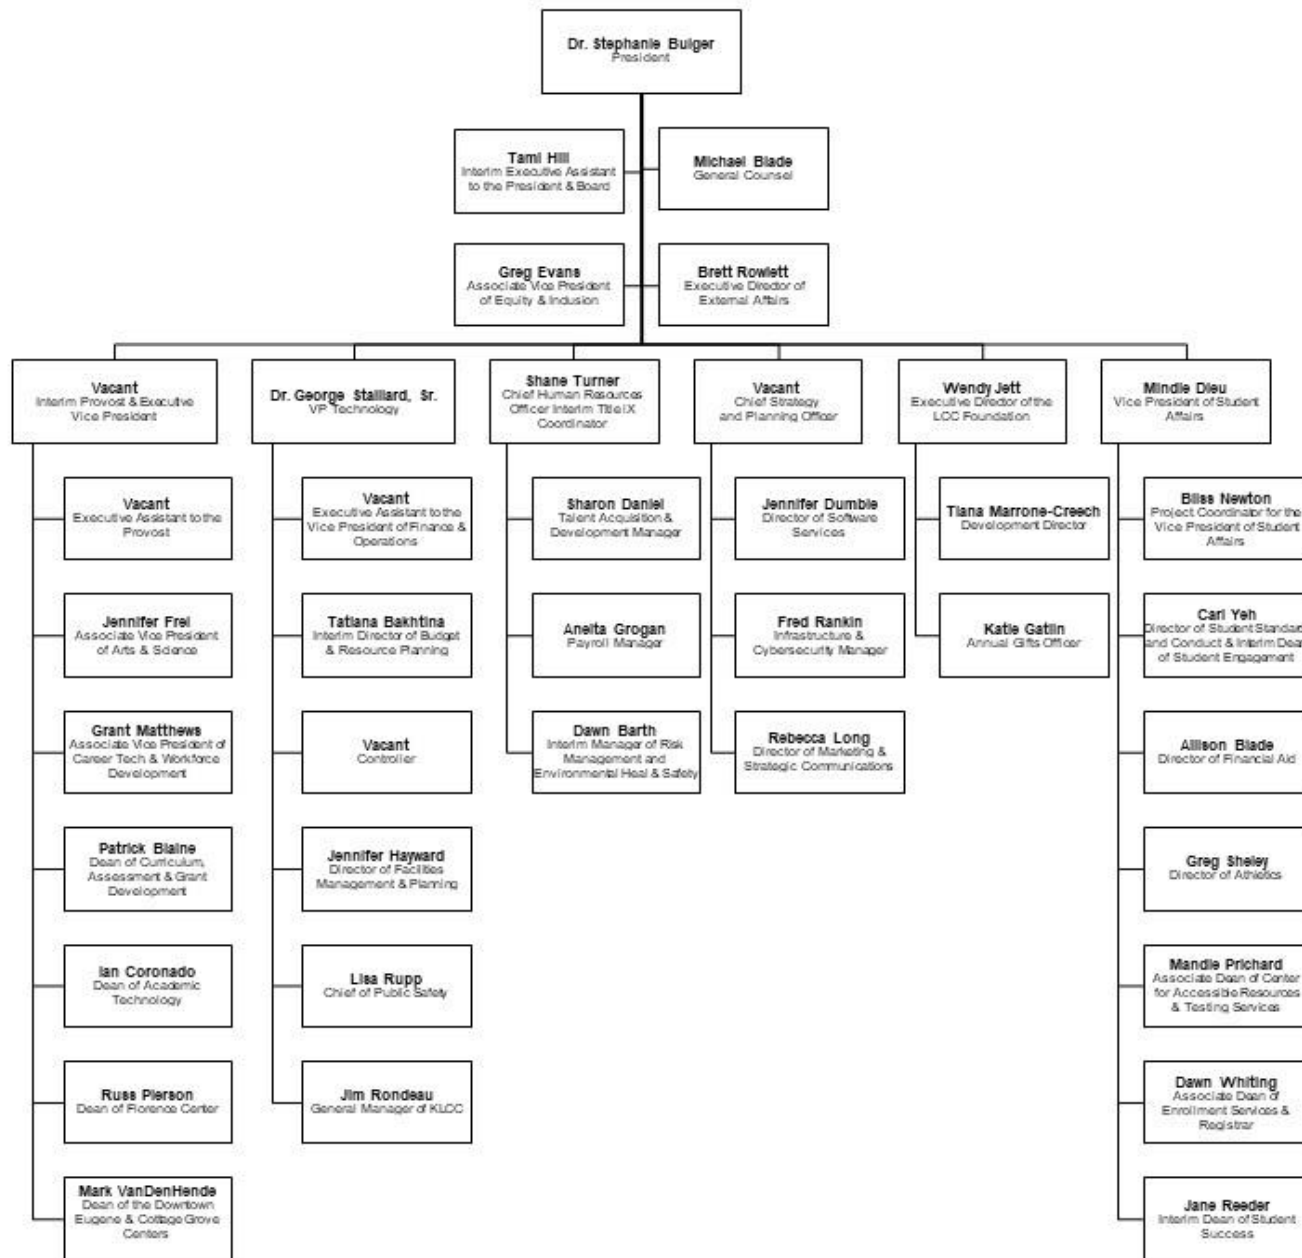 Dr. Stephanie Bulger
President
Tami Hill
Interim Executive Assistant
to the President & Board
Michael Blade
General Counsel
Greg Evans
Associate Vice President
of Equity & Inclusion
Brett Rowlett
Executive Director of
External Affairs
Vacant
Interim Provost & Executive
Vice President
Dr. George Stalliard, Sr.
VP Technology
Shane Turner
Chief Human Resources
Officer Interim Title IX
Coordinator
Vacant
Chief Strategy
and Planning Officer
Wendy Jett
Executive Director of the
LCC Foundation
Mindie Dieu
Vice President of Student
Affairs
Vacant
Executive Assistant to the
Provost
Jennifer Frei
Associate Vice President
of Arts & Science
Grant Matthews
Associate Vice President of
Career Tech & Workforce
Development
Patrick Blaine
Dean of Curriculum,
Assessment & Grant
Development
Ian Coronado
Dean of Academic
Technology
Russ Pierson
Dean of Florence Center
Mark VanDenHende
Dean of the Downtown
Eugene & Cottage Grove
Centers
Vacant
Executive Assistant to the
Vice President of Finance &
Operations
Tatiana Bakhtina
Interim Director of Budget
& Resource Planning
Vacant
Controller
Jennifer Hayward
Director of Facilities
Management & Planning
Lisa Rupp
Chief of Public Safety
Jim Rondeau
General Manager of KLCC
Sharon Daniel
Talent Acquisition &
Development Manager
Aneita Grogan
Payroll Manager
Dawn Barth
Interim Manager of Risk
Management and
Environmental Heal & Safety
Jennifer Dumble
Director of Software
Services
Fred Rankin
Infrastructure &
Cybersecurity Manager
Rebecca Long
Director of Marketing &
Strategic Communications
Tiana Marrone-Creech
Development Director
Katie Gatlin
Annual Gifts Officer
Bliss Newton
Project Coordinator for the
Vice President of Student
Affairs
Carl Yeh
Director of Student Standard
and Conduct & Interim Dean
of Student Engagement
Allison Blade
Director of Financial Aid
Greg Sheley
Director of Athletics
Mandie Prichard
Associate Dean of Center
for Accessible Resources
& Testing Services
Dawn Whiting
Associate Dean of
Enrollment Services &
Registrar
Jane Reeder
Interim Dean of Student
Success